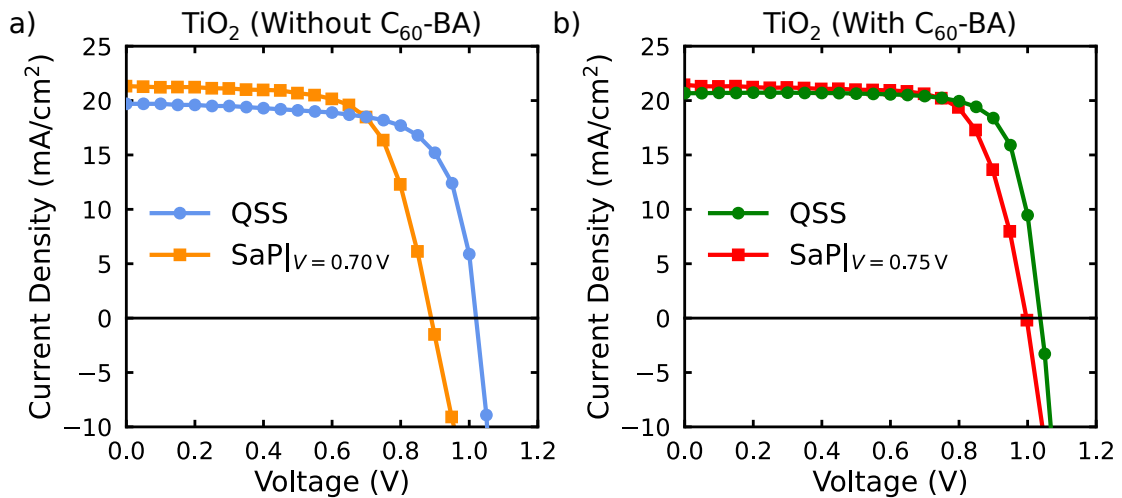 a)
TiO₂ (Without C₆₀-BA)
Current Density (mA/cm²)
25
20
15
10
5
0
−5
−10
QSS
SaP|V = 0.70 V
0.0 0.2 0.4 0.6 0.8 1.0 1.2
Voltage (V)
b)
TiO₂ (With C₆₀-BA)
Current Density (mA/cm²)
25
20
15
10
5
0
−5
−10
QSS
SaP|V = 0.75 V
0.0 0.2 0.4 0.6 0.8 1.0 1.2
Voltage (V)